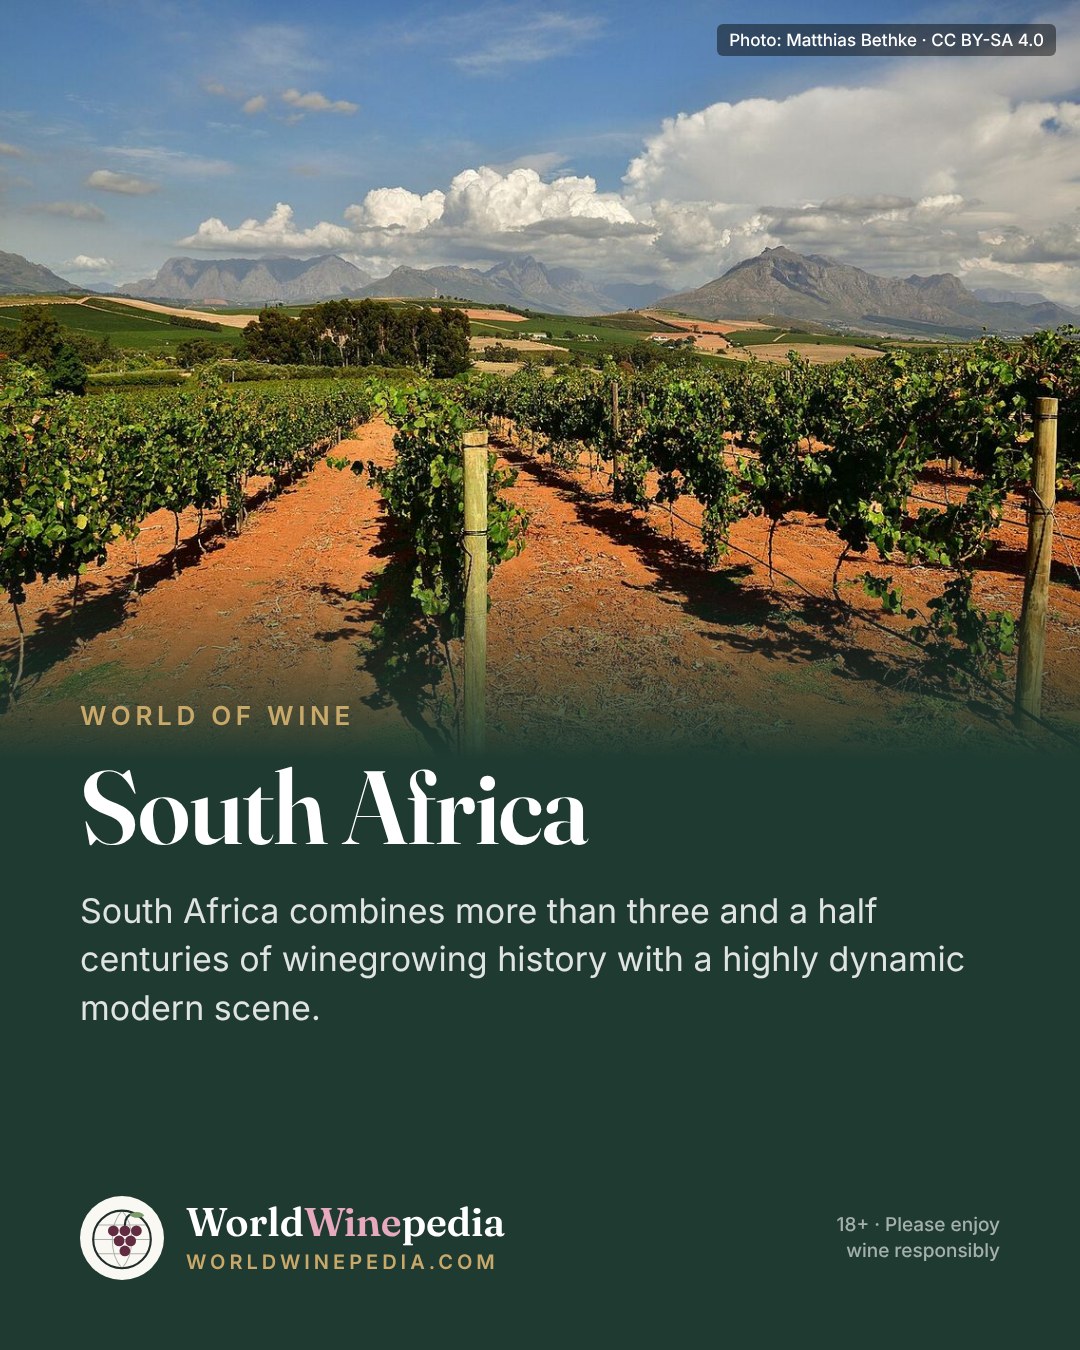 Photo: Matthias Bethke · CC BY-SA 4.0
WORLD OF WINE
South Africa
South Africa combines more than three and a half
centuries of winegrowing history with a highly dynamic
modern scene.
WorldWinepedia
WORLDWINEPEDIA.COM
18+ · Please enjoy
wine responsibly